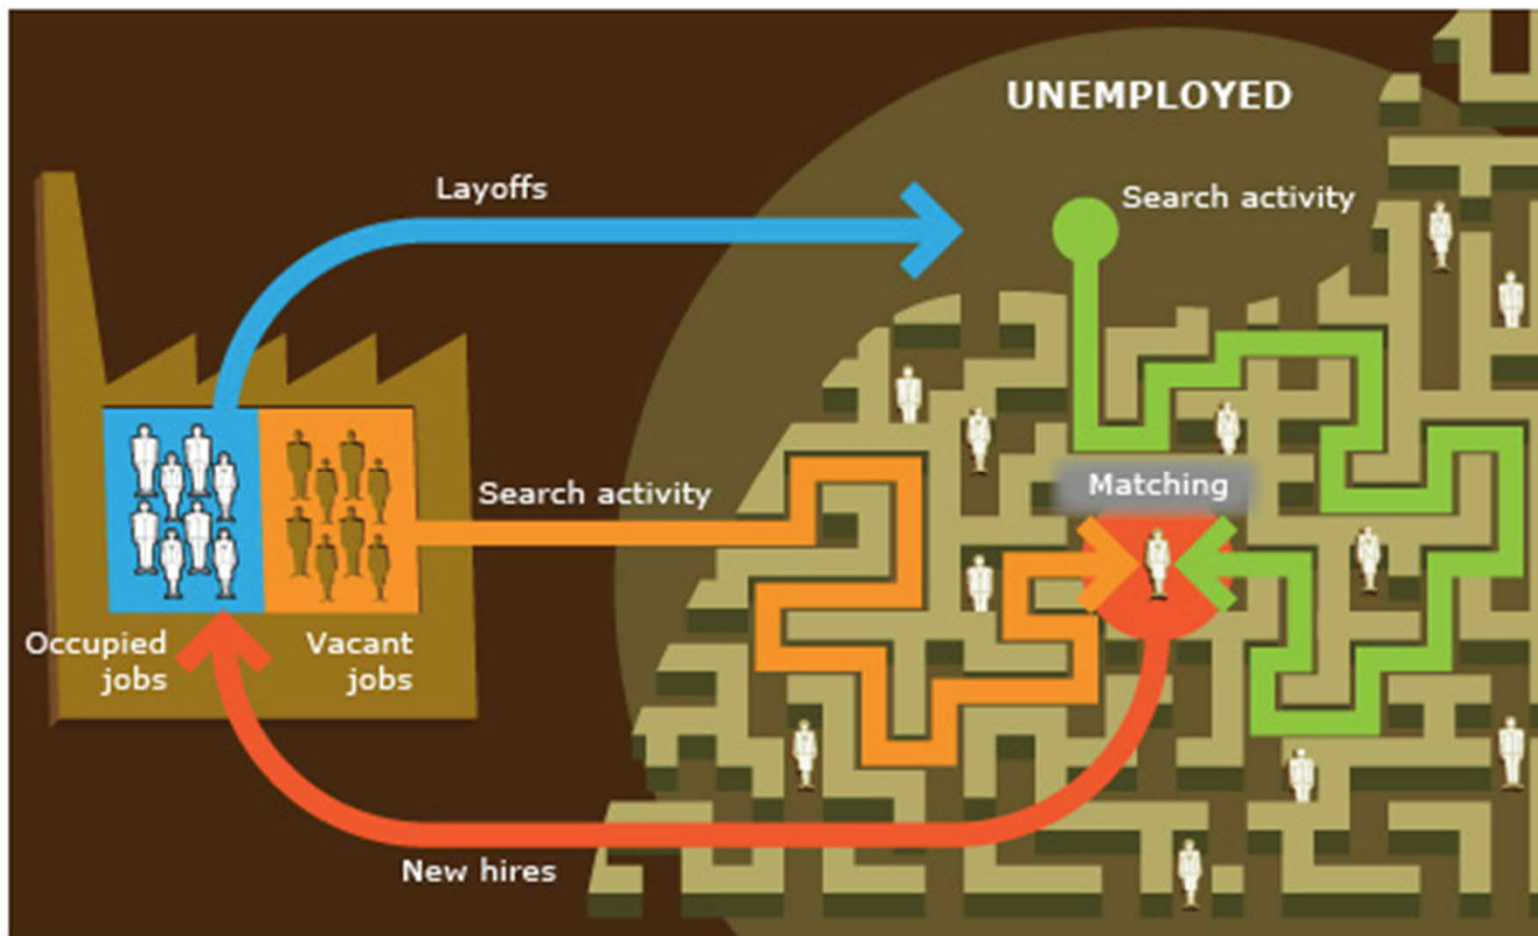 UNEMPLOYED
Layoffs
Search activity
Search activity
Matching
Occupied
jobs
Vacant
jobs
New hires